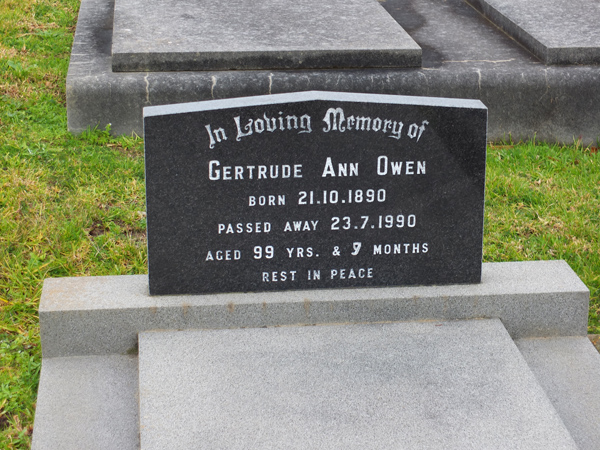 In Loving Memory of
GERTRUDE ANN OWEN
BORN 21.10.1890
PASSED AWAY 23.7.1990
AGED 99 YRS. & 9 MONTHS
REST IN PEACE